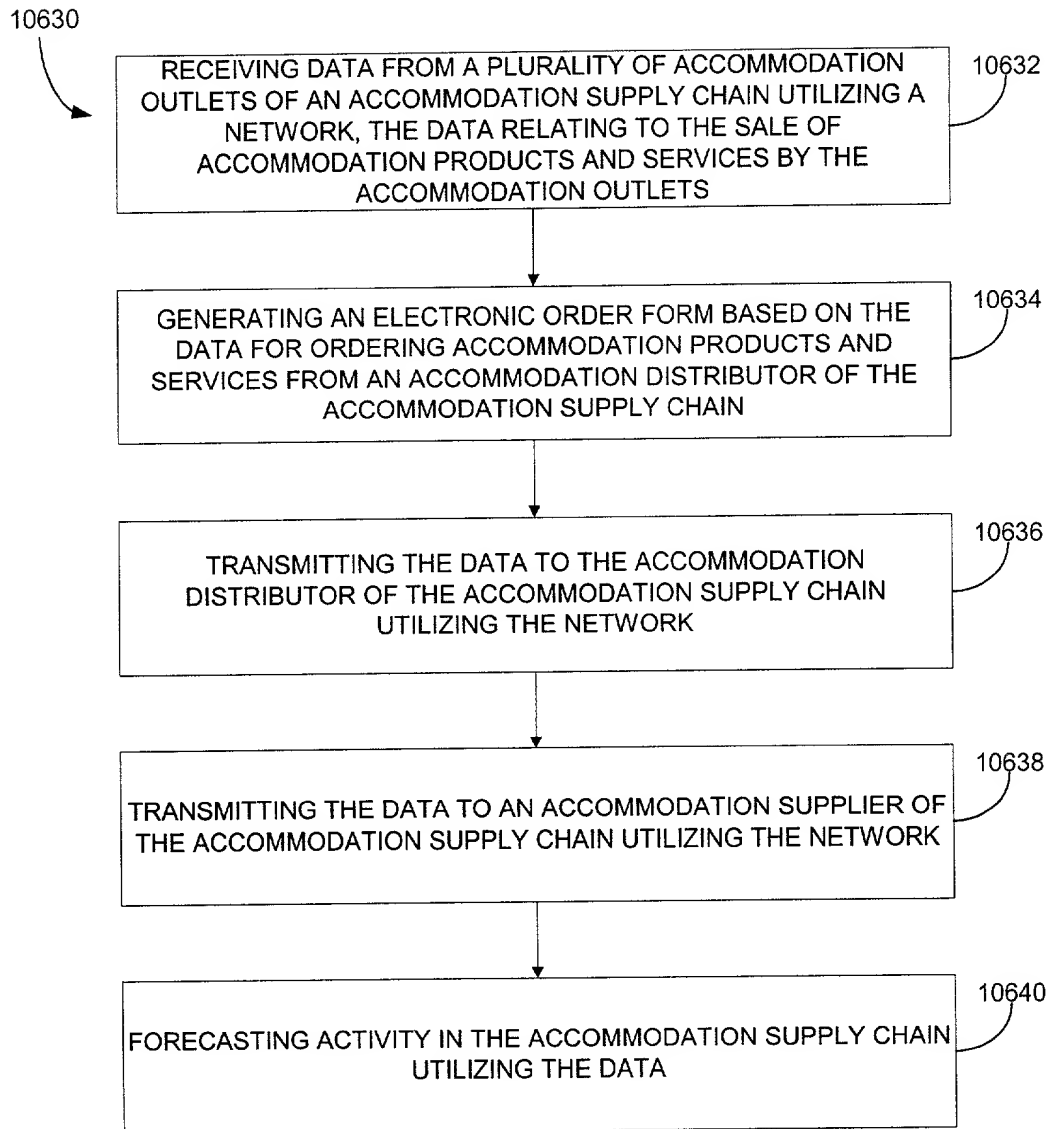 10630
RECEIVING DATA FROM A PLURALITY OF ACCOMMODATION
OUTLETS OF AN ACCOMMODATION SUPPLY CHAIN UTILIZING A
NETWORK, THE DATA RELATING TO THE SALE OF
ACCOMMODATION PRODUCTS AND SERVICES BY THE
ACCOMMODATION OUTLETS
10632
GENERATING AN ELECTRONIC ORDER FORM BASED ON THE
DATA FOR ORDERING ACCOMMODATION PRODUCTS AND
SERVICES FROM AN ACCOMMODATION DISTRIBUTOR OF THE
ACCOMMODATION SUPPLY CHAIN
10634
TRANSMITTING THE DATA TO THE ACCOMMODATION
DISTRIBUTOR OF THE ACCOMMODATION SUPPLY CHAIN
UTILIZING THE NETWORK
10636
TRANSMITTING THE DATA TO AN ACCOMMODATION SUPPLIER OF
THE ACCOMMODATION SUPPLY CHAIN UTILIZING THE NETWORK
10638
FORECASTING ACTIVITY IN THE ACCOMMODATION SUPPLY CHAIN
UTILIZING THE DATA
10640